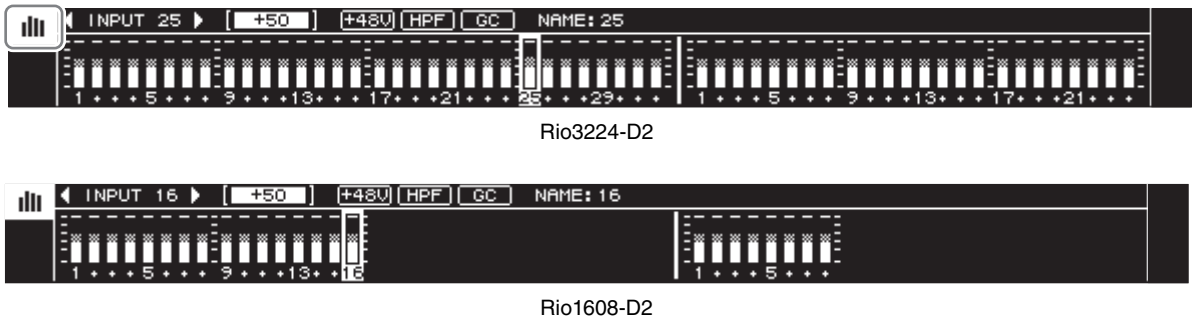 INPUT 25 [ +50 ] +48V HPF GC NAME: 25
1 + + + 5 + + + 9 + + +13+ + + 17+ + +21+ + + 25+ + +29+ + + 1 + + + 5 + + + 9 + + +13+ + + 17+ + +21+ + +
Rio3224-D2
INPUT 16 [ +50 ] +48V HPF GC NAME: 16
1 + + + 5 + + + 9 + + +13+ +16 1 + + + 5 + + +
Rio1608-D2